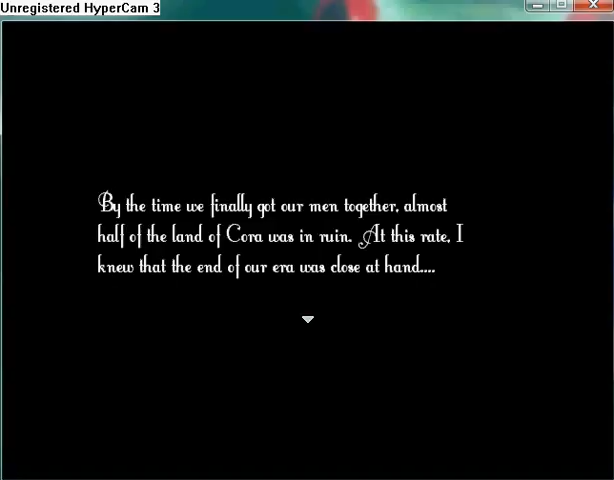 Unregistered HyperCam 3
By the time we finally got our men together, almost
half of the land of Cora was in ruin. At this rate, I
knew that the end of our era was close at hand....